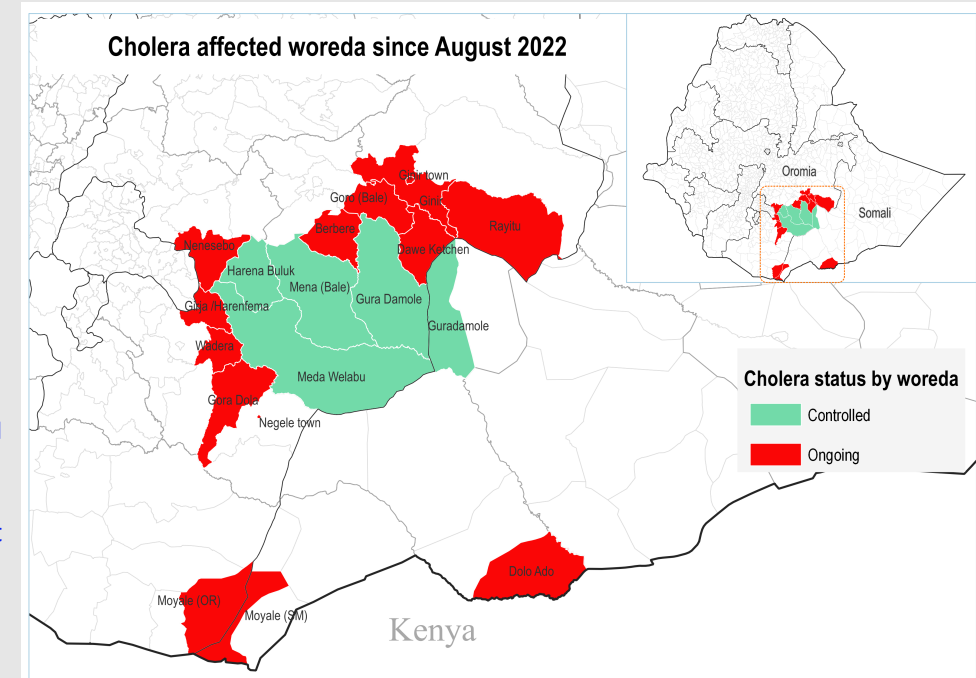 Cholera affected woreda since August 2022
Oromia
Somali
Ginir town
Goro (Bale)
Ginir
Rayitu
Berbere
Dawe Ketchen
Nenesebo
Harena Buluk
Mena (Bale)
Gura Damole
Girja /Harenfema
Guradamole
Wadera
Meda Welabu
Gora Dola
Negele town
Cholera status by woreda
Controlled
Ongoing
Dolo Ado
Moyale (OR)
Moyale (SM)
Kenya